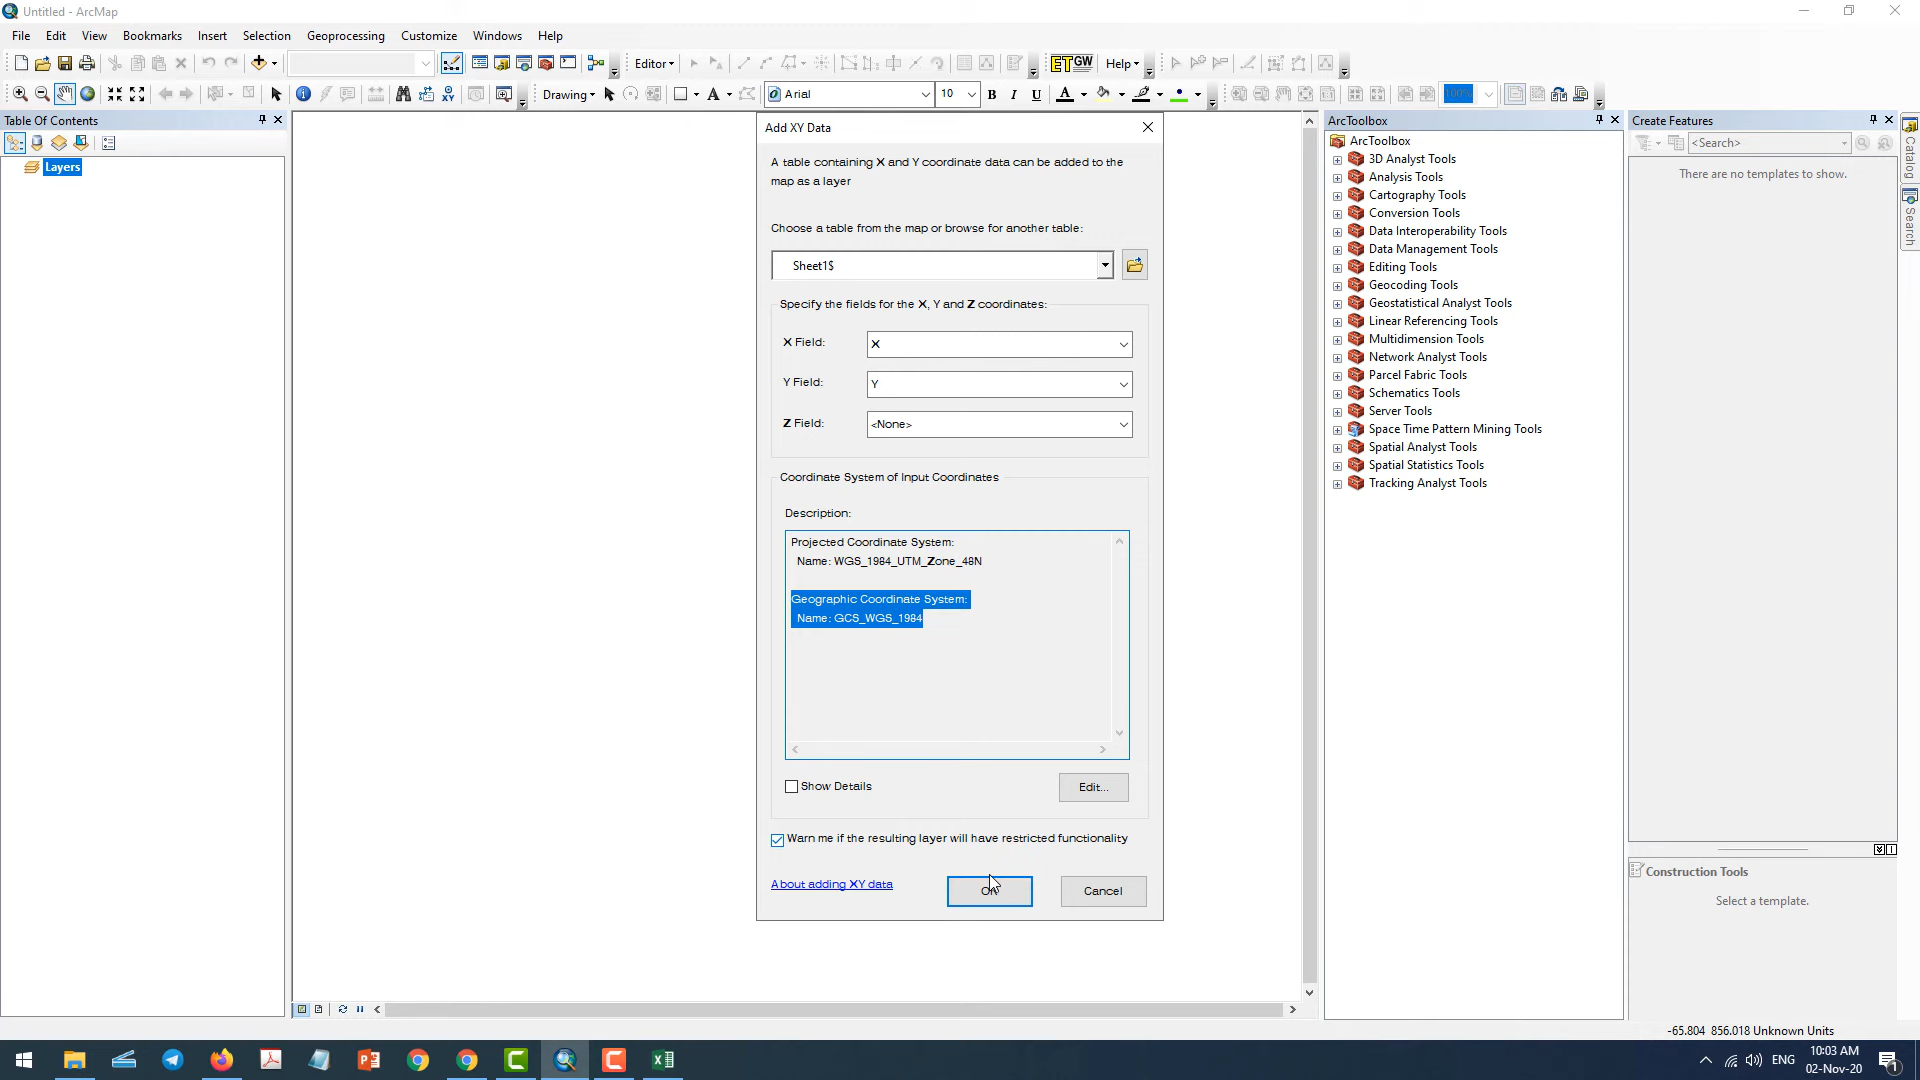 Untitled - ArcMap
File Edit View Bookmarks Insert Selection Geoprocessing Customize Windows Help
Editor ETGW Help
Drawing Arial 10 B I U A 100%
Table Of Contents
Layers
Add XY Data
A table containing X and Y coordinate data can be added to the
map as a layer
Choose a table from the map or browse for another table:
Sheet1$
Specify the fields for the X, Y and Z coordinates:
X Field: X
Y Field: Y
Z Field: <None>
Coordinate System of Input Coordinates
Description:
Projected Coordinate System:
Name: WGS_1984_UTM_Zone_48N
Geographic Coordinate System:
Name: GCS_WGS_1984
Show Details
Edit...
Warn me if the resulting layer will have restricted functionality
About adding XY data
OK
Cancel
ArcToolbox
ArcToolbox
3D Analyst Tools
Analysis Tools
Cartography Tools
Conversion Tools
Data Interoperability Tools
Data Management Tools
Editing Tools
Geocoding Tools
Geostatistical Analyst Tools
Linear Referencing Tools
Multidimension Tools
Network Analyst Tools
Parcel Fabric Tools
Schematics Tools
Server Tools
Space Time Pattern Mining Tools
Spatial Analyst Tools
Spatial Statistics Tools
Tracking Analyst Tools
Create Features
<Search>
There are no templates to show.
Construction Tools
Select a template.
Catalog
Search
-65.804 856.018 Unknown Units
ENG
10:03 AM
02-Nov-20
1